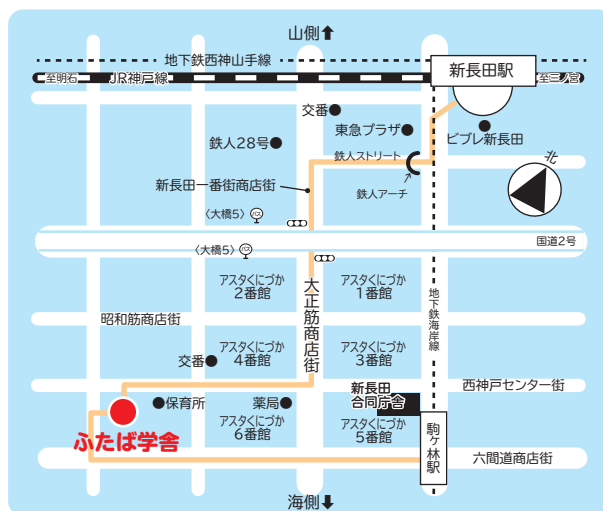 山側⬆
地下鉄西神山手線
新長田駅
至明石
JR神戸線
至三ノ宮
交番●
東急プラザ●
ビブレ新長田
鉄人28号●
鉄人ストリート
北
新長田一番街商店街
鉄人アーチ
〈大橋5〉
バス
国道2号
〈大橋5〉
バス
アスタくにづか
2番館
大正筋商店街
アスタくにづか
1番館
地下鉄海岸線
昭和筋商店街
アスタくにづか
4番館
アスタくにづか
3番館
交番●
西神戸センター街
新長田
合同庁舎
●保育所
薬局●
アスタくにづか
6番館
アスタくにづか
5番館
駒ヶ林駅
ふたば学舎
六間道商店街
海側⬇